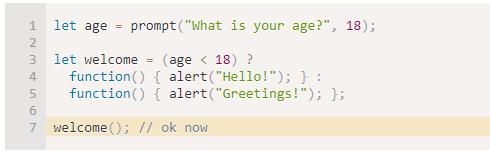 1 let age = prompt("What is your age?", 18);
2
3 let welcome = (age < 18) ?
4   function() { alert("Hello!"); } :
5   function() { alert("Greetings!"); };
6
7 welcome(); // ok now